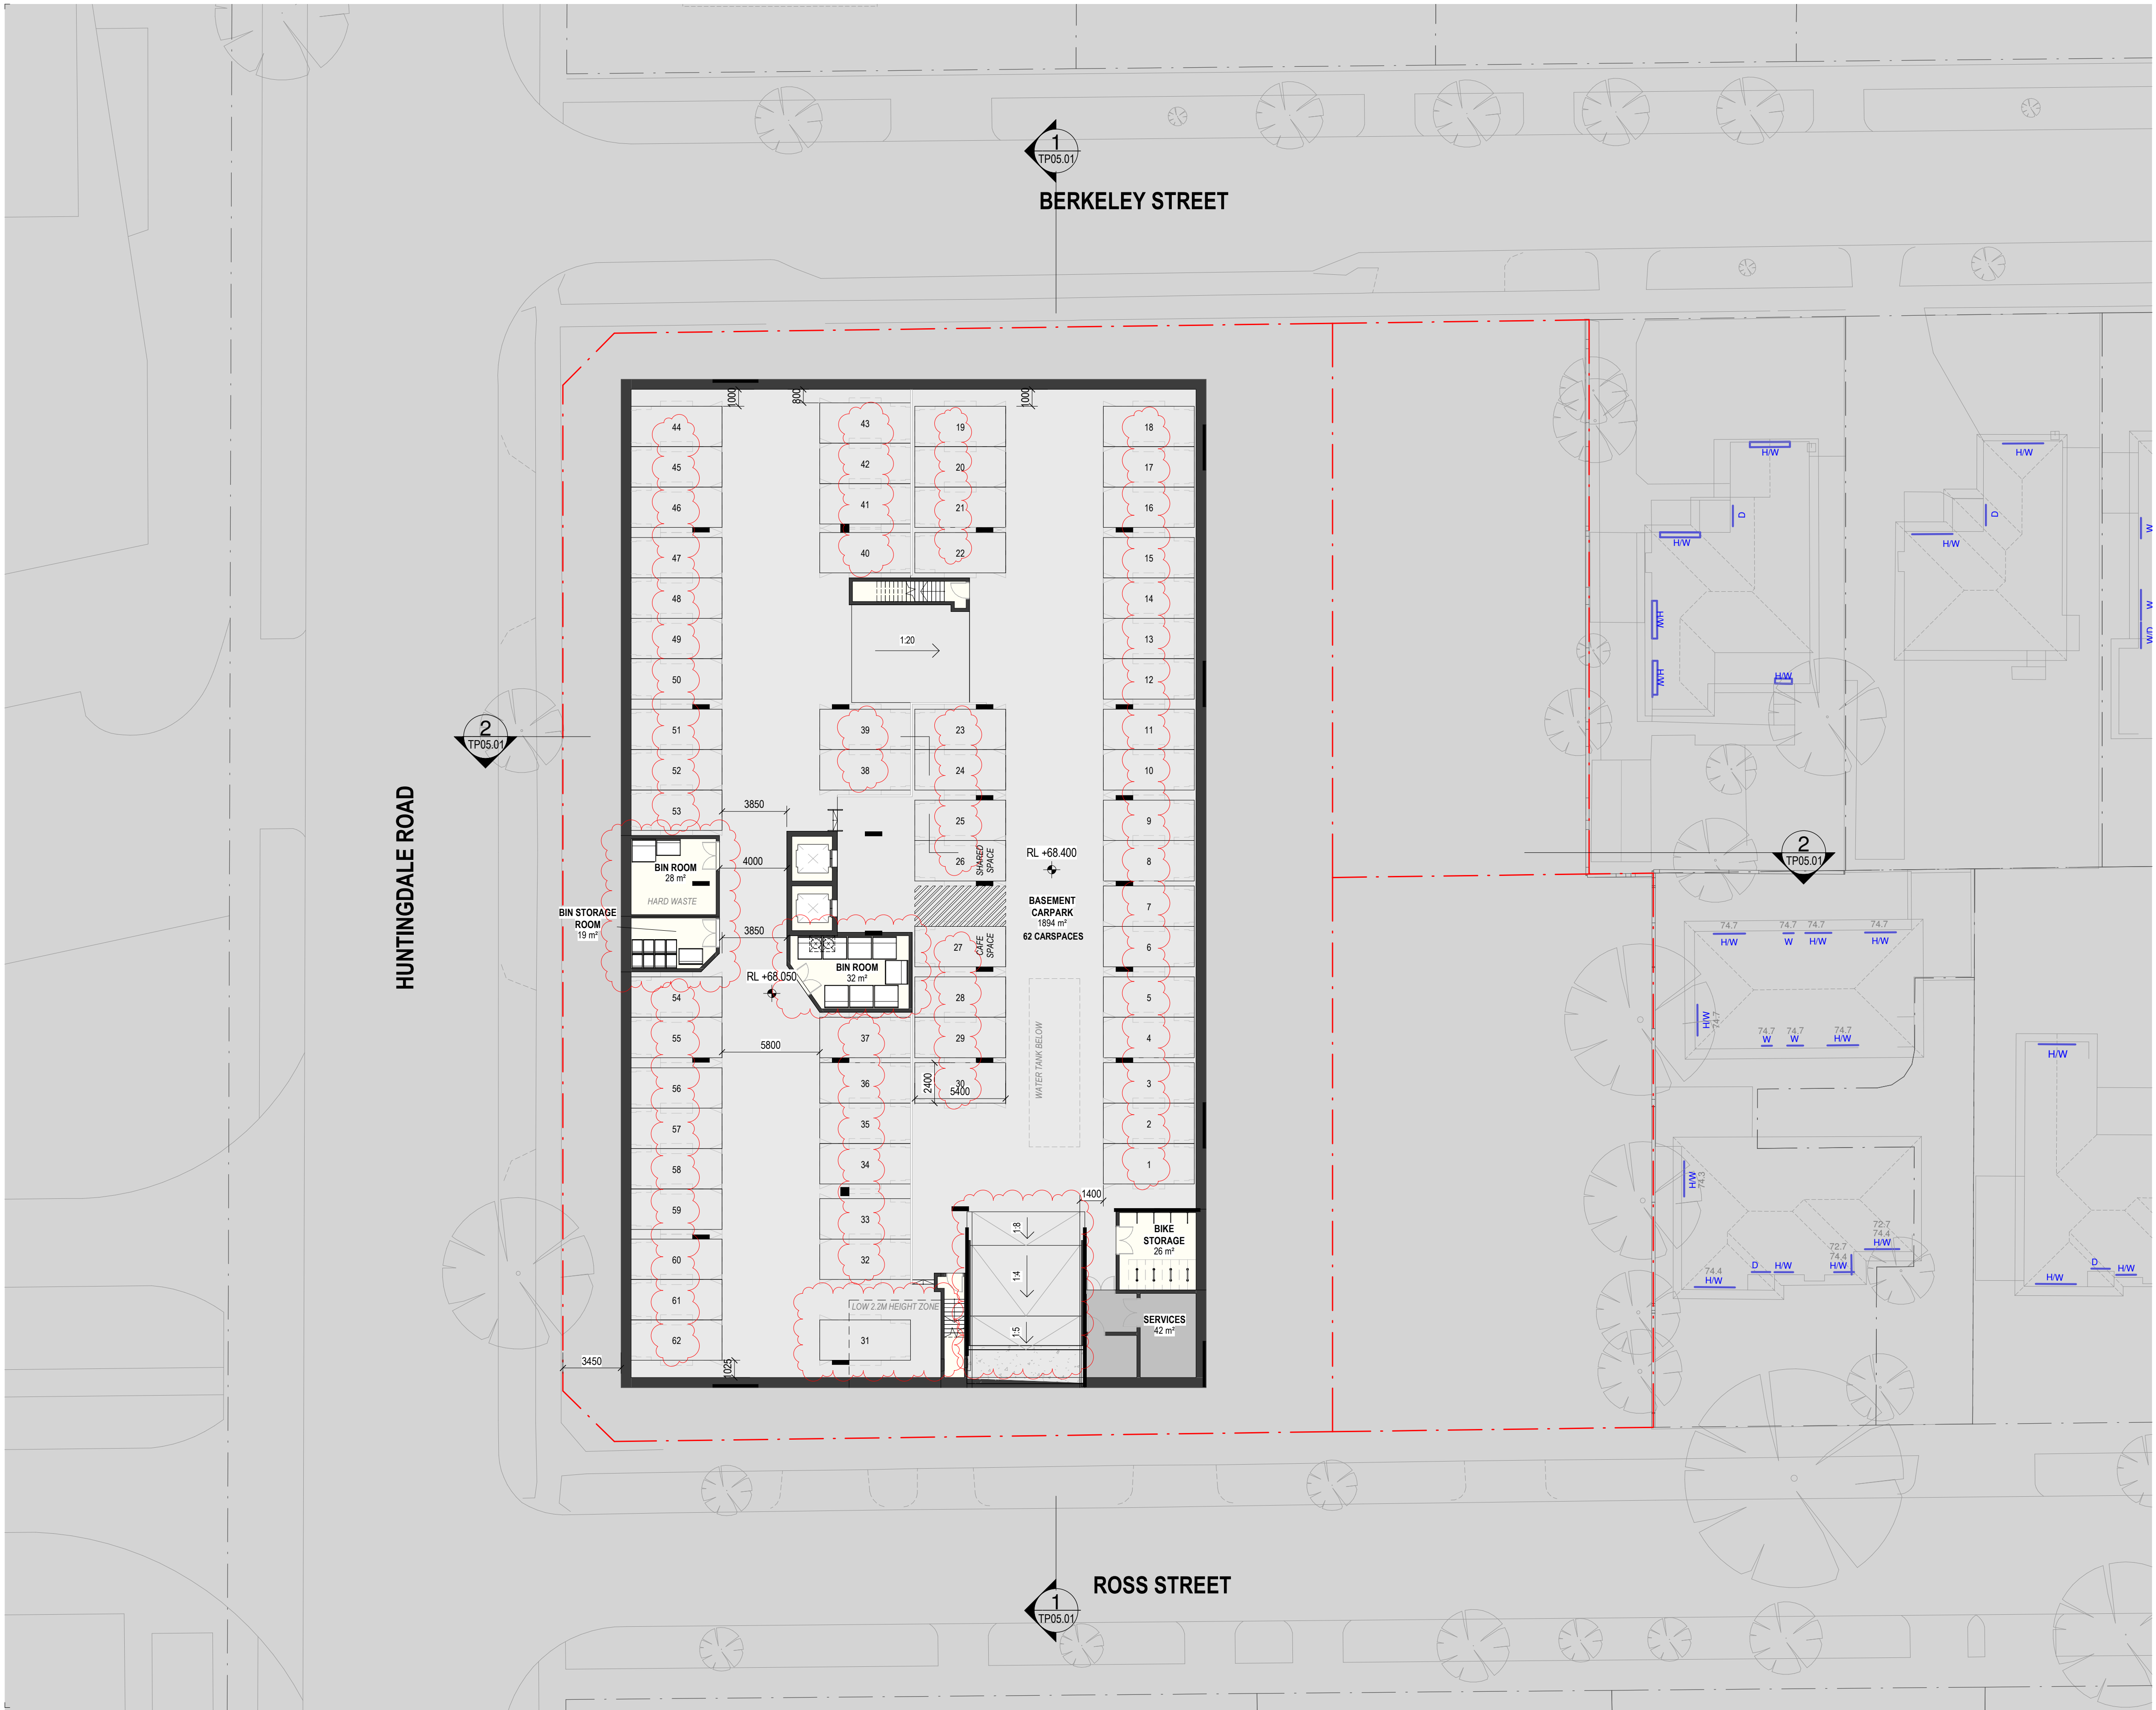 1
TP05.01
BERKELEY STREET
1000
800
1000
44
43
19
18
45
42
20
17
46
41
21
16
47
40
22
15
48
14
49
1:20
13
50
12
51
39
23
11
52
38
24
10
53
3850
25
9
26
SHARED
SPACE
8
RL +68.400
BIN ROOM
28 m²
HARD WASTE
4000
BASEMENT
CARPARK
1894 m²
62 CARSPACES
7
BIN STORAGE
ROOM
19 m²
3850
27
CAFE
SPACE
6
BIN ROOM
32 m²
RL +68.050
54
28
5
55
5800
37
29
4
WATER TANK BELOW
56
36
2400
30
5400
3
57
35
2
58
34
1
59
33
1400
1:8
BIKE
STORAGE
26 m²
60
32
1:4
61
LOW 2.2M HEIGHT ZONE
62
31
1:5
SERVICES
42 m²
3450
1025
2
TP05.01
HUNTINGDALE ROAD
2
TP05.01
H/W
D
H/W
H/W
H/W
H/W
H/W
D
H/W
W
W
W/D
74.7
H/W
74.7
W
74.7
H/W
74.7
H/W
H/W
74.7
74.7
W
74.7
W
74.7
H/W
H/W
H/W
74.3
72.7
74.4
H/W
72.7
74.4
H/W
D
H/W
74.4
H/W
D
H/W
H/W
ROSS STREET
1
TP05.01